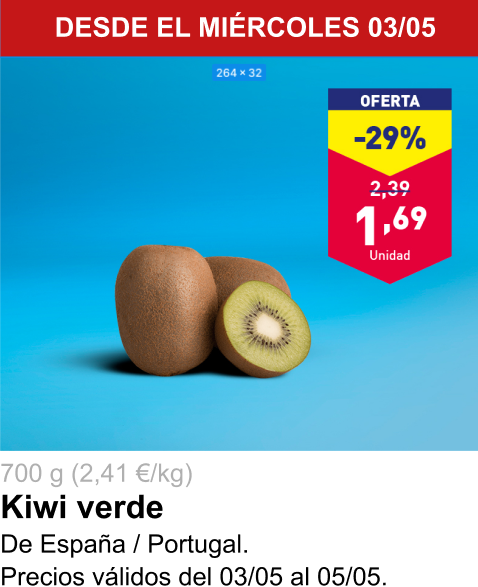 DESDE EL MIÉRCOLES 03/05
264 × 32
OFERTA
-29%
2,39
1,69
Unidad
700 g (2,41 €/kg)
Kiwi verde
De España / Portugal.
Precios válidos del 03/05 al 05/05.